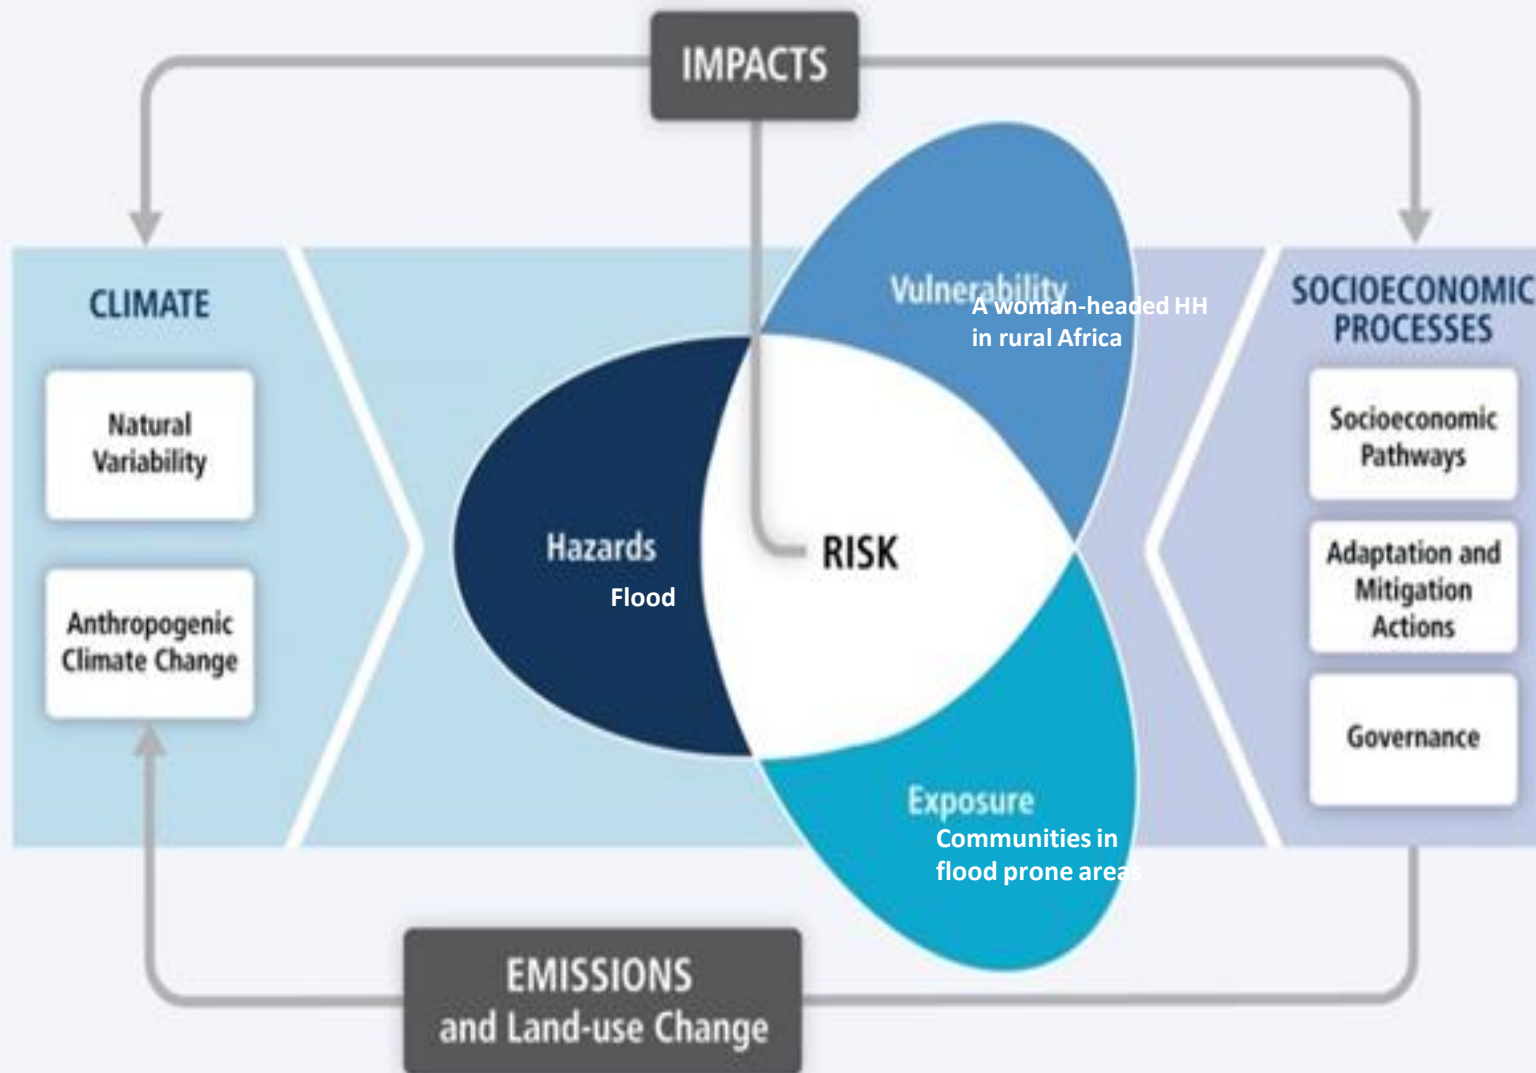 IMPACTS
CLIMATE
Natural
Variability
Anthropogenic
Climate Change
Vulnerability
A woman-headed HH
in rural Africa
Hazards
Flood
RISK
Exposure
Communities in
flood prone areas
SOCIOECONOMIC
PROCESSES
Socioeconomic
Pathways
Adaptation and
Mitigation
Actions
Governance
EMISSIONS
and Land-use Change